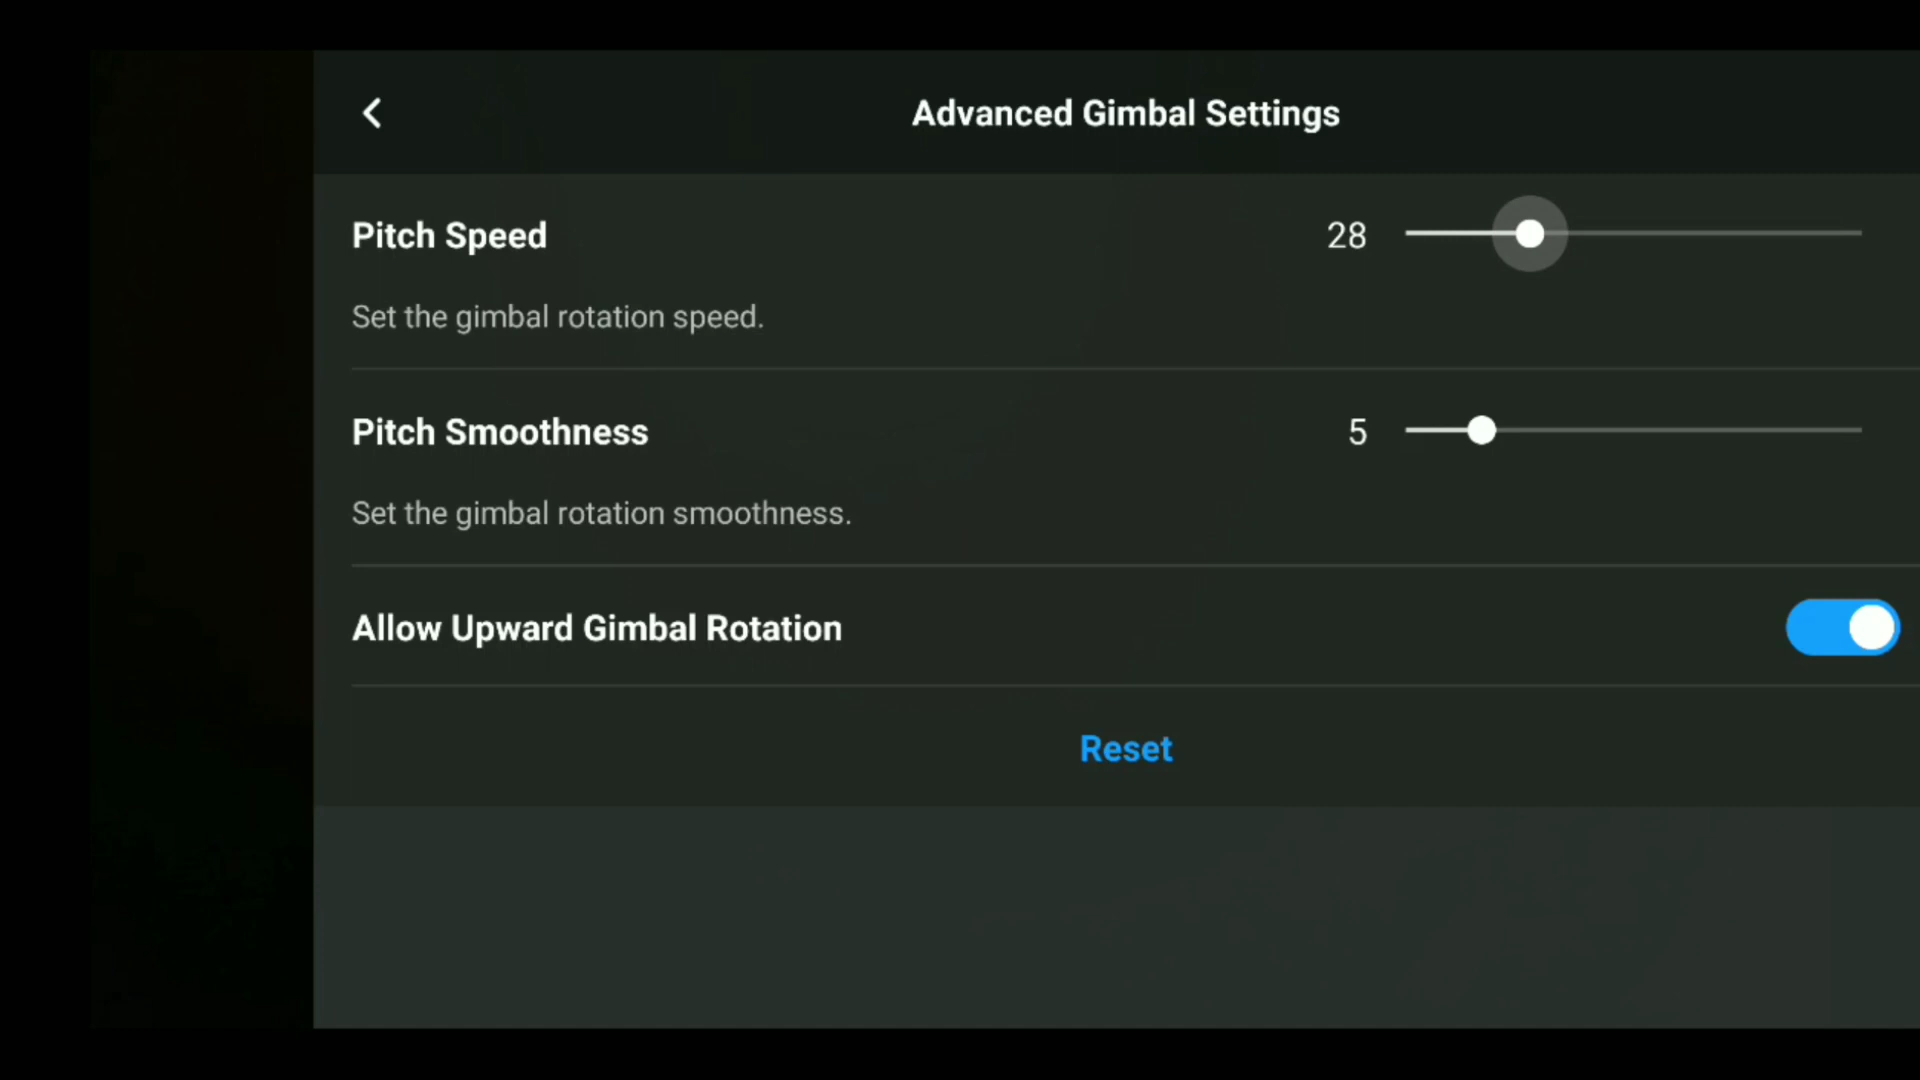 Advanced Gimbal Settings
Pitch Speed 28
Set the gimbal rotation speed.
Pitch Smoothness 5
Set the gimbal rotation smoothness.
Allow Upward Gimbal Rotation
Reset